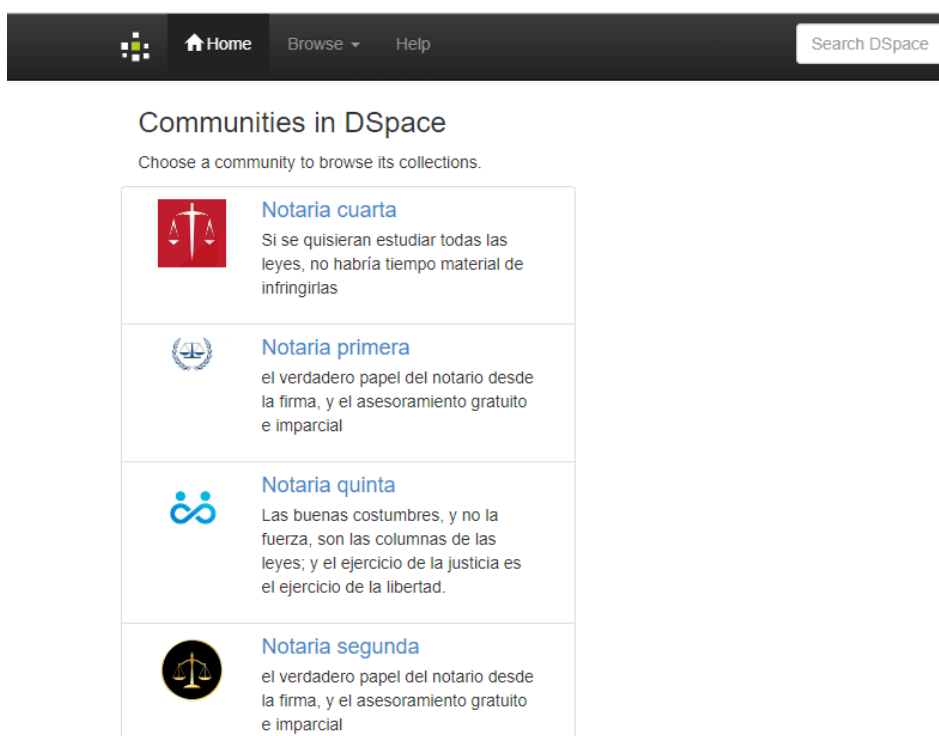 Home Browse Help Search DSpace
Communities in DSpace
Choose a community to browse its collections.
Notaria cuarta
Si se quisieran estudiar todas las
leyes, no habría tiempo material de
infringirlas
Notaria primera
el verdadero papel del notario desde
la firma, y el asesoramiento gratuito
e imparcial
Notaria quinta
Las buenas costumbres, y no la
fuerza, son las columnas de las
leyes; y el ejercicio de la justicia es
el ejercicio de la libertad.
Notaria segunda
el verdadero papel del notario desde
la firma, y el asesoramiento gratuito
e imparcial